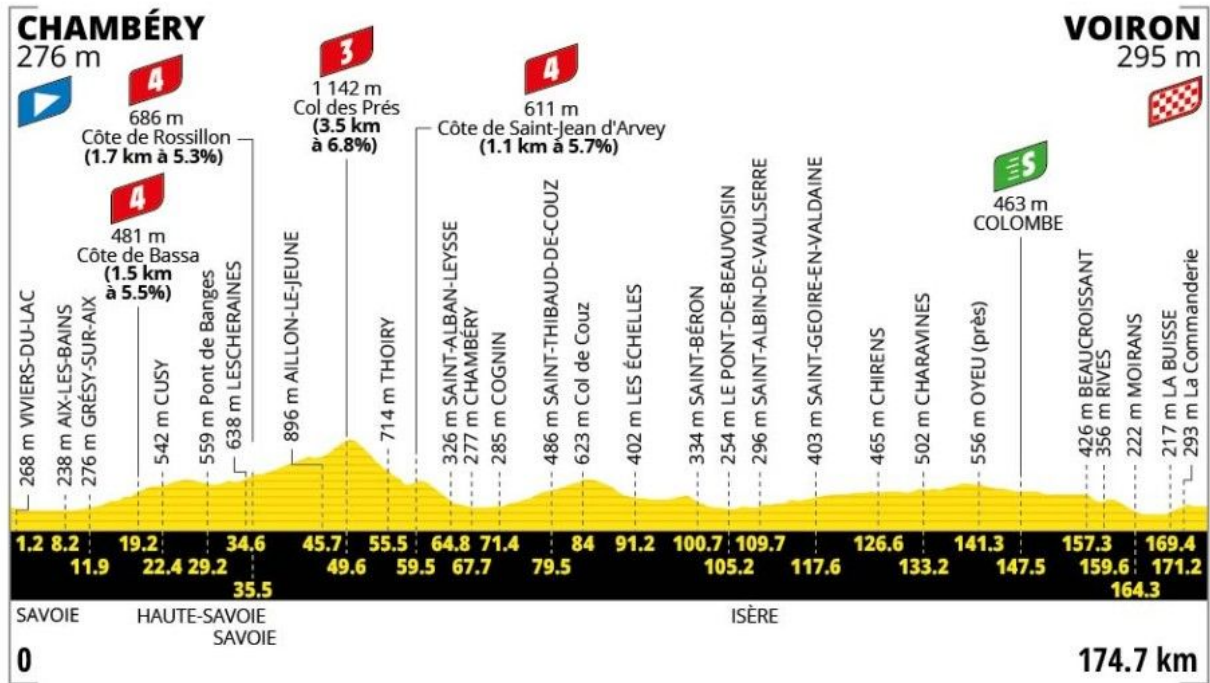 CHAMBÉRY
276 m
VOIRON
295 m
4
686 m
Côte de Rossillon
(1.7 km à 5.3%)
3
1 142 m
Col des Prés
(3.5 km
à 6.8%)
4
611 m
Côte de Saint-Jean d'Arvey
(1.1 km à 5.7%)
4
481 m
Côte de Bassa
(1.5 km
à 5.5%)
S
463 m
COLOMBE
268 m VIVIERS-DU-LAC
238 m AIX-LES-BAINS
276 m GRÉSY-SUR-AIX
542 m CUSY
559 m Pont de Banges
638 m LESCHERAINES
896 m AILLON-LE-JEUNE
714 m THOIRY
326 m SAINT-ALBAN-LEYSSE
277 m CHAMBÉRY
285 m COGNIN
486 m SAINT-THIBAUD-DE-COUZ
623 m Col de Couz
402 m LES ÉCHELLES
334 m SAINT-BÉRON
254 m LE PONT-DE-BEAUVOISIN
296 m SAINT-ALBIN-DE-VAULSERRE
403 m SAINT-GEOIRE-EN-VALDAINE
465 m CHIRENS
502 m CHARAVINES
556 m OYEU (près)
426 m BEAUCROISSANT
356 m RIVES
222 m MOIRANS
217 m LA BUISSE
293 m La Commanderie
1.2 8.2 19.2 34.6 45.7 55.5 64.8 71.4 84 91.2 100.7 109.7 126.6 141.3 157.3 169.4
11.9 22.4 29.2 49.6 59.5 67.7 79.5 105.2 117.6 133.2 147.5 159.6 171.2
35.5 164.3
SAVOIE HAUTE-SAVOIE ISÈRE
SAVOIE
0 174.7 km